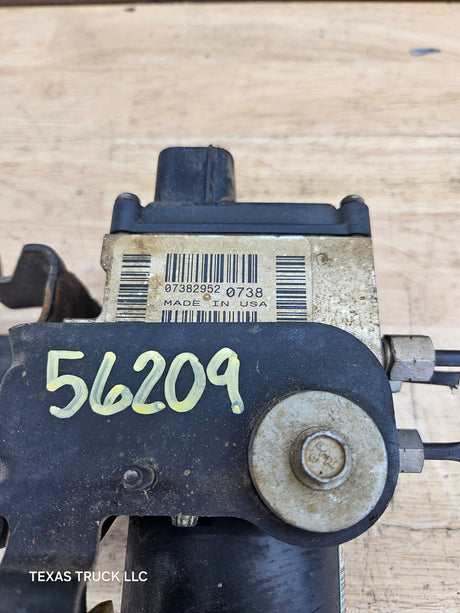 07382952 0738
MADE IN USA
56209
TEXAS TRUCK LLC